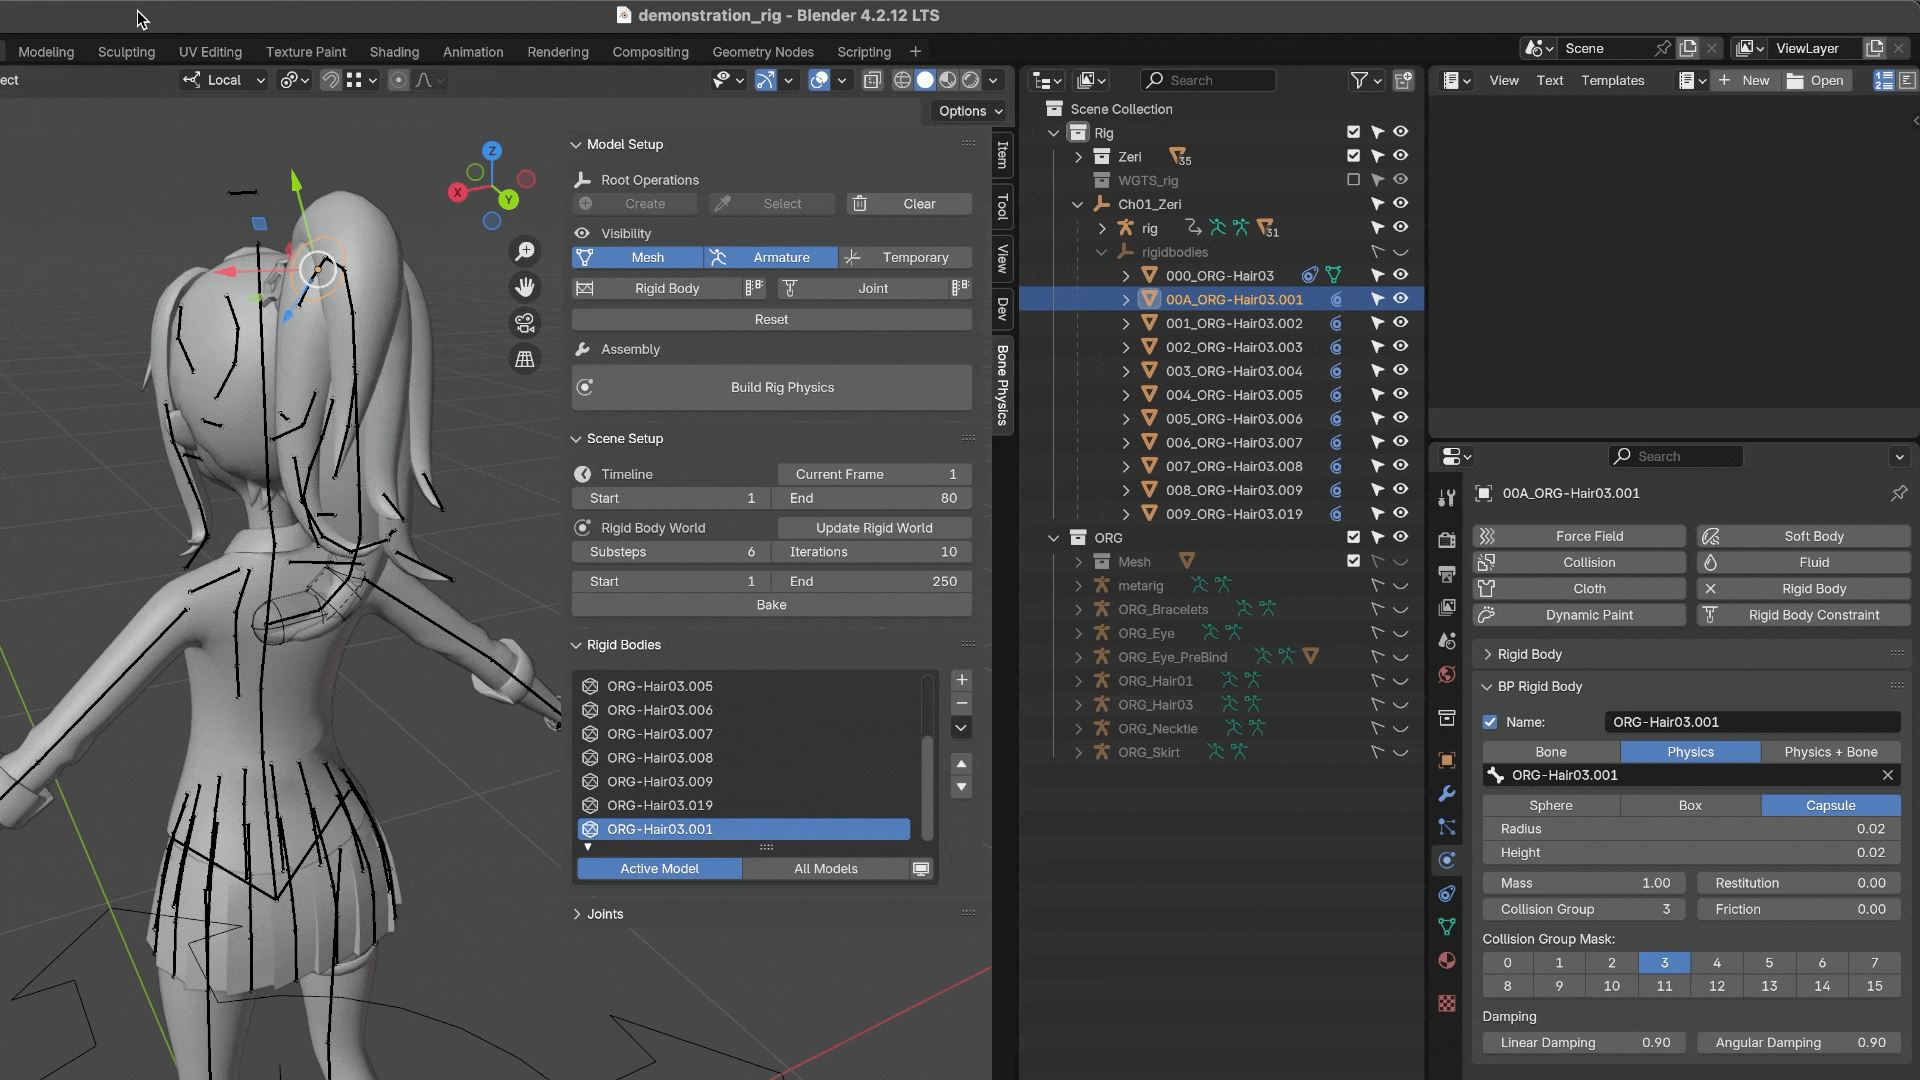 demonstration_rig - Blender 4.2.12 LTS
Modeling Sculpting UV Editing Texture Paint Shading Animation Rendering Compositing Geometry Nodes Scripting +
Scene ViewLayer
ect Local
Options
Z
X
Y
Model Setup
Root Operations
Create Select Clear
Visibility
Mesh Armature Temporary
Rigid Body Joint
Reset
Assembly
Build Rig Physics
Scene Setup
Timeline Current Frame 1
Start 1 End 80
Rigid Body World Update Rigid World
Substeps 6 Iterations 10
Start 1 End 250
Bake
Rigid Bodies
ORG-Hair03.005
ORG-Hair03.006
ORG-Hair03.007
ORG-Hair03.008
ORG-Hair03.009
ORG-Hair03.019
ORG-Hair03.001
Active Model All Models
Joints
Item
Tool
View
Dev
Bone Physics
Search
Scene Collection
Rig
Zeri 35
WGTS_rig
Ch01_Zeri
rig 31
rigidbodies
000_ORG-Hair03
00A_ORG-Hair03.001
001_ORG-Hair03.002
002_ORG-Hair03.003
003_ORG-Hair03.004
004_ORG-Hair03.005
005_ORG-Hair03.006
006_ORG-Hair03.007
007_ORG-Hair03.008
008_ORG-Hair03.009
009_ORG-Hair03.019
ORG
Mesh
metarig
ORG_Bracelets
ORG_Eye
ORG_Eye_PreBind
ORG_Hair01
ORG_Hair03
ORG_Necktie
ORG_Skirt
View Text Templates + New Open
Search
00A_ORG-Hair03.001
Force Field Soft Body
Collision Fluid
Cloth Rigid Body
Dynamic Paint Rigid Body Constraint
Rigid Body
BP Rigid Body
Name: ORG-Hair03.001
Bone Physics Physics + Bone
ORG-Hair03.001
Sphere Box Capsule
Radius 0.02
Height 0.02
Mass 1.00 Restitution 0.00
Collision Group 3 Friction 0.00
Collision Group Mask:
0 1 2 3 4 5 6 7
8 9 10 11 12 13 14 15
Damping
Linear Damping 0.90 Angular Damping 0.90